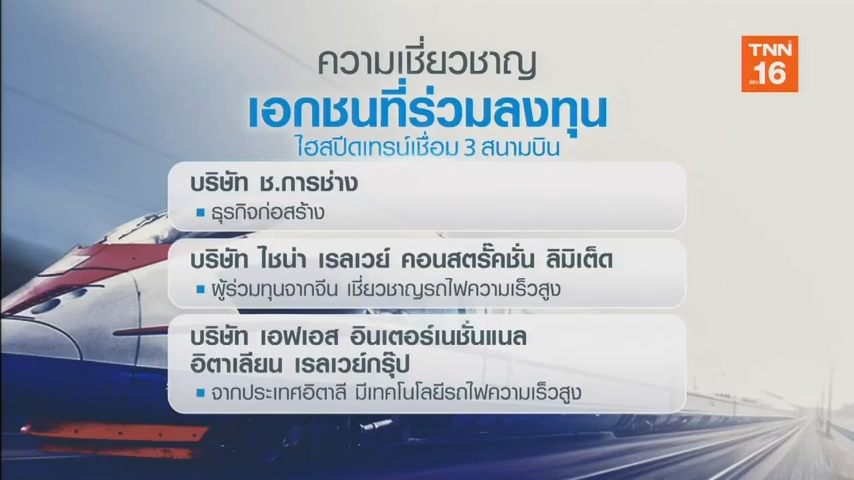 ความเชี่ยวชาญ
เอกชนที่ร่วมลงทุน
ไฮสปีดเทรน์เชื่อม 3 สนามบิน
บริษัท ช.การช่าง
▪ ธุรกิจก่อสร้าง
บริษัท ไชน่า เรลเวย์ คอนสตรั๊คชั่น ลิมิเต็ด
▪ ผู้ร่วมทุนจากจีน เชี่ยวชาญรถไฟความเร็วสูง
บริษัท เอฟเอส อินเตอร์เนชั่นแนล
อิตาเลียน เรลเวย์กรุ๊ป
▪ จากประเทศอิตาลี มีเทคโนโลยีรถไฟความเร็วสูง
TNN
ช่อง 16